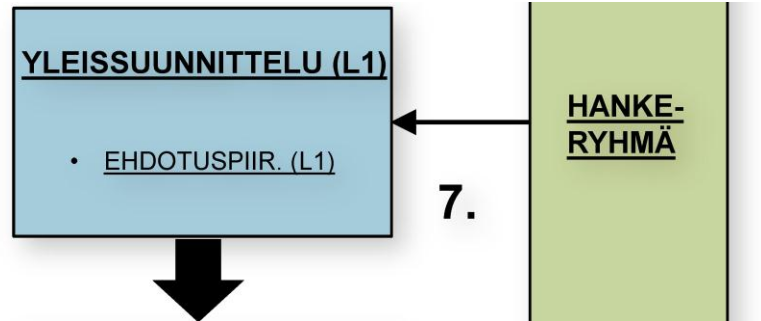 YLEISSUUNNITTELU (L1)
• EHDOTUSPIIR. (L1)
7.
HANKE-
RYHMÄ